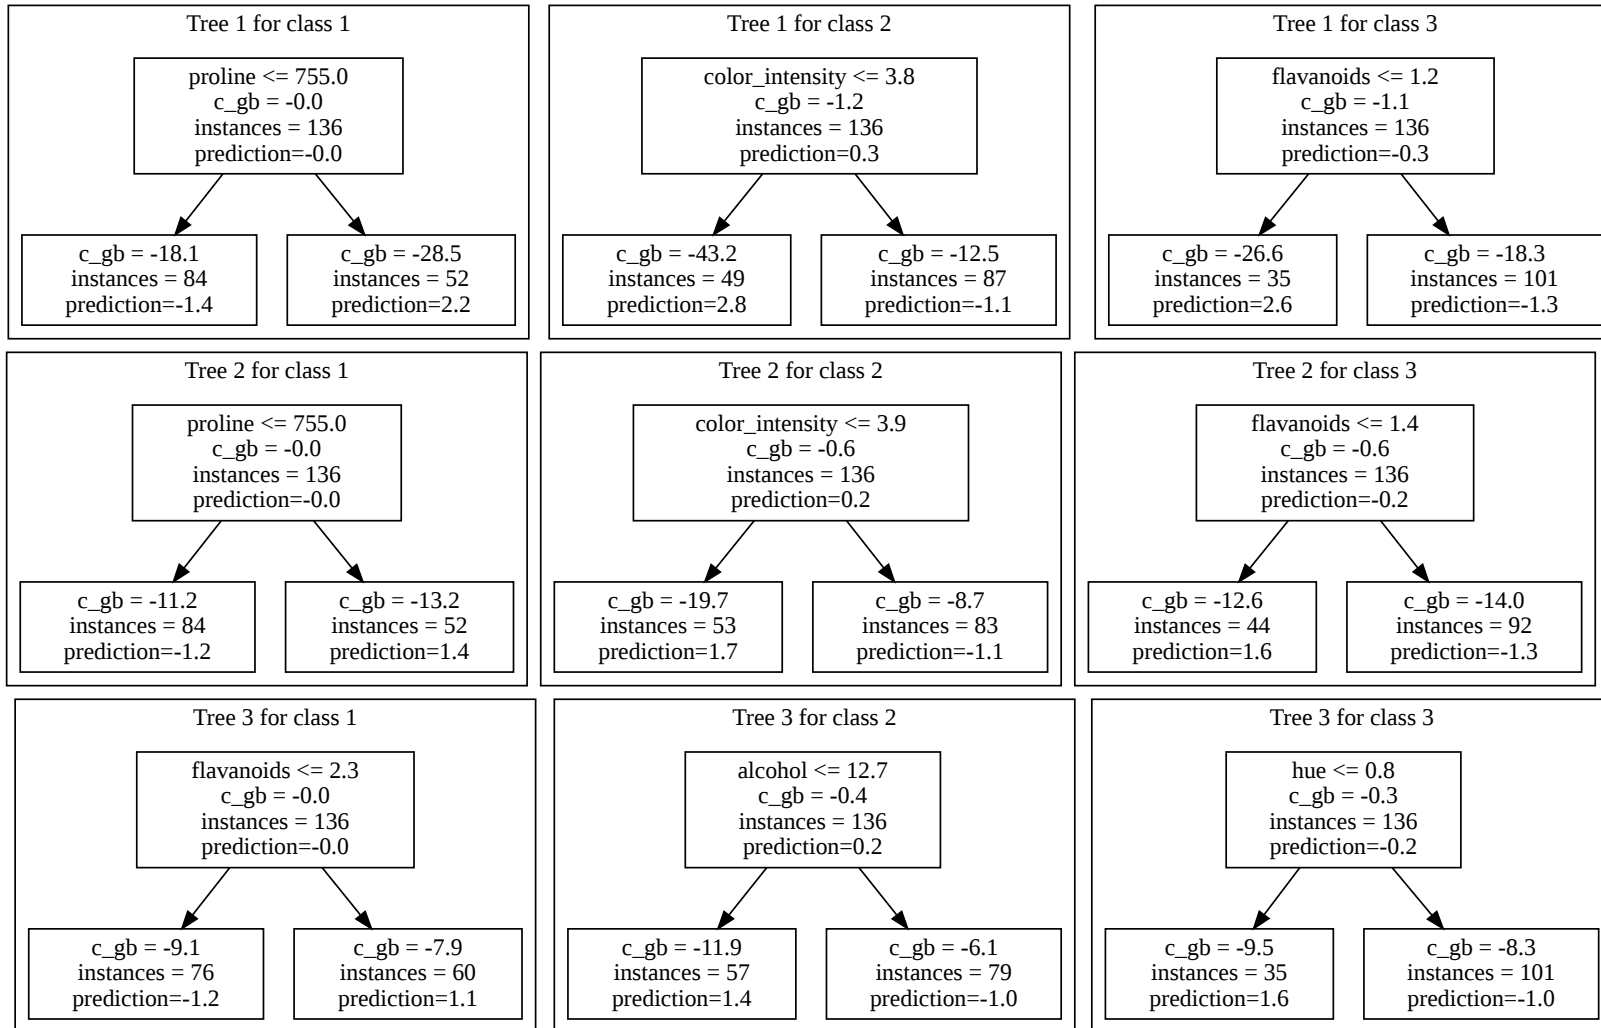 Tree 1 for class 1
proline <= 755.0
c_gb = -0.0
instances = 136
prediction=-0.0
c_gb = -18.1
instances = 84
prediction=-1.4
c_gb = -28.5
instances = 52
prediction=2.2
Tree 1 for class 2
color_intensity <= 3.8
c_gb = -1.2
instances = 136
prediction=0.3
c_gb = -43.2
instances = 49
prediction=2.8
c_gb = -12.5
instances = 87
prediction=-1.1
Tree 1 for class 3
flavanoids <= 1.2
c_gb = -1.1
instances = 136
prediction=-0.3
c_gb = -26.6
instances = 35
prediction=2.6
c_gb = -18.3
instances = 101
prediction=-1.3
Tree 2 for class 1
proline <= 755.0
c_gb = -0.0
instances = 136
prediction=-0.0
c_gb = -11.2
instances = 84
prediction=-1.2
c_gb = -13.2
instances = 52
prediction=1.4
Tree 2 for class 2
color_intensity <= 3.9
c_gb = -0.6
instances = 136
prediction=0.2
c_gb = -19.7
instances = 53
prediction=1.7
c_gb = -8.7
instances = 83
prediction=-1.1
Tree 2 for class 3
flavanoids <= 1.4
c_gb = -0.6
instances = 136
prediction=-0.2
c_gb = -12.6
instances = 44
prediction=1.6
c_gb = -14.0
instances = 92
prediction=-1.3
Tree 3 for class 1
flavanoids <= 2.3
c_gb = -0.0
instances = 136
prediction=-0.0
c_gb = -9.1
instances = 76
prediction=-1.2
c_gb = -7.9
instances = 60
prediction=1.1
Tree 3 for class 2
alcohol <= 12.7
c_gb = -0.4
instances = 136
prediction=0.2
c_gb = -11.9
instances = 57
prediction=1.4
c_gb = -6.1
instances = 79
prediction=-1.0
Tree 3 for class 3
hue <= 0.8
c_gb = -0.3
instances = 136
prediction=-0.2
c_gb = -9.5
instances = 35
prediction=1.6
c_gb = -8.3
instances = 101
prediction=-1.0